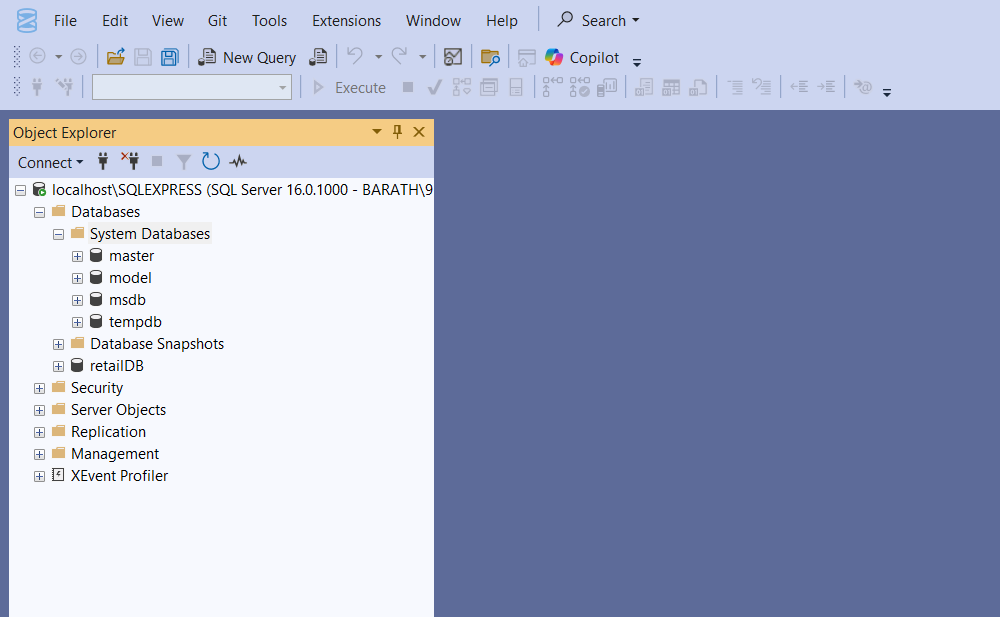 File Edit View Git Tools Extensions Window Help Search
New Query Copilot
Execute
Object Explorer
Connect
localhost\SQLEXPRESS (SQL Server 16.0.1000 - BARATH\9
Databases
System Databases
master
model
msdb
tempdb
Database Snapshots
retailDB
Security
Server Objects
Replication
Management
XEvent Profiler